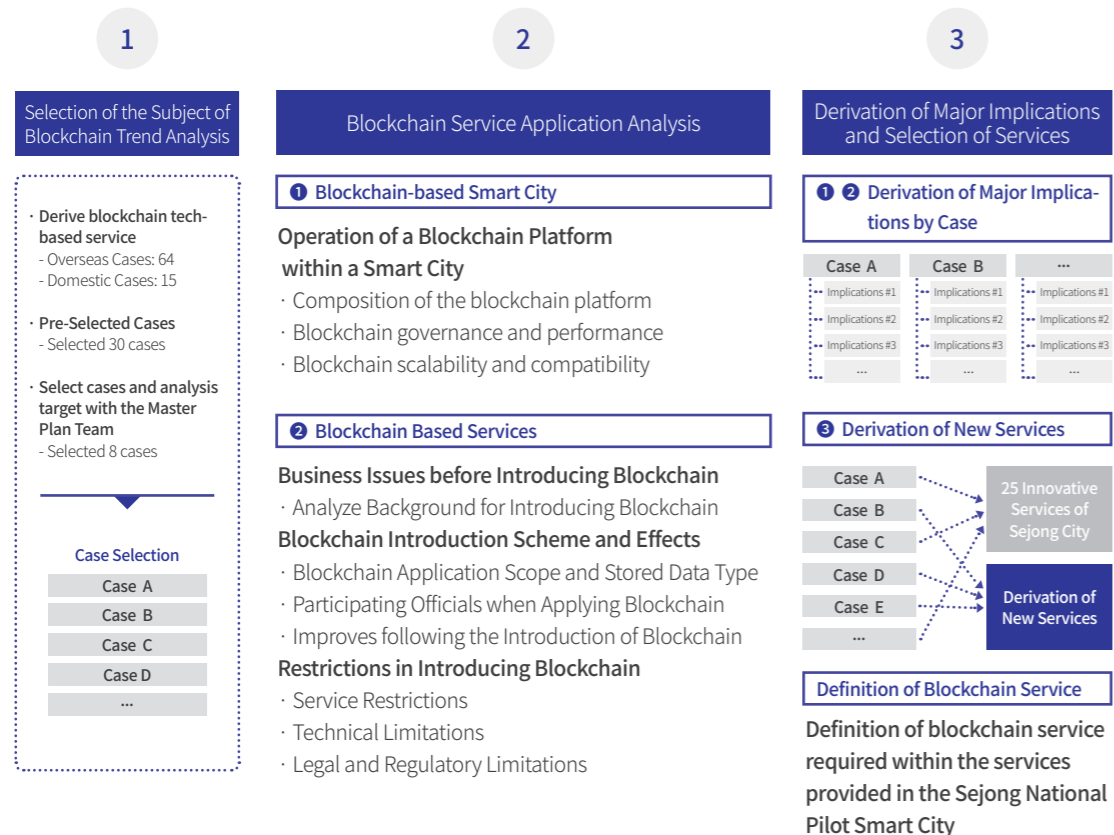 1
Selection of the Subject of
Blockchain Trend Analysis
· Derive blockchain tech-
based service
- Overseas Cases: 64
- Domestic Cases: 15
· Pre-Selected Cases
- Selected 30 cases
· Select cases and analysis
target with the Master
Plan Team
- Selected 8 cases
Case Selection
Case A
Case B
Case C
Case D
...
2
Blockchain Service Application Analysis
❶ Blockchain-based Smart City
Operation of a Blockchain Platform
within a Smart City
· Composition of the blockchain platform
· Blockchain governance and performance
· Blockchain scalability and compatibility
❷ Blockchain Based Services
Business Issues before Introducing Blockchain
· Analyze Background for Introducing Blockchain
Blockchain Introduction Scheme and Effects
· Blockchain Application Scope and Stored Data Type
· Participating Officials when Applying Blockchain
· Improves following the Introduction of Blockchain
Restrictions in Introducing Blockchain
· Service Restrictions
· Technical Limitations
· Legal and Regulatory Limitations
3
Derivation of Major Implications
and Selection of Services
❶ ❷ Derivation of Major Implica-
tions by Case
Case A Case B ...
Implications #1 Implications #1 Implications #1
Implications #2 Implications #2 Implications #2
Implications #3 Implications #3 Implications #3
... ... ...
❸ Derivation of New Services
Case A
Case B
Case C
Case D
Case E
...
25 Innovative
Services of
Sejong City
Derivation of
New Services
Definition of Blockchain Service
Definition of blockchain service
required within the services
provided in the Sejong National
Pilot Smart City